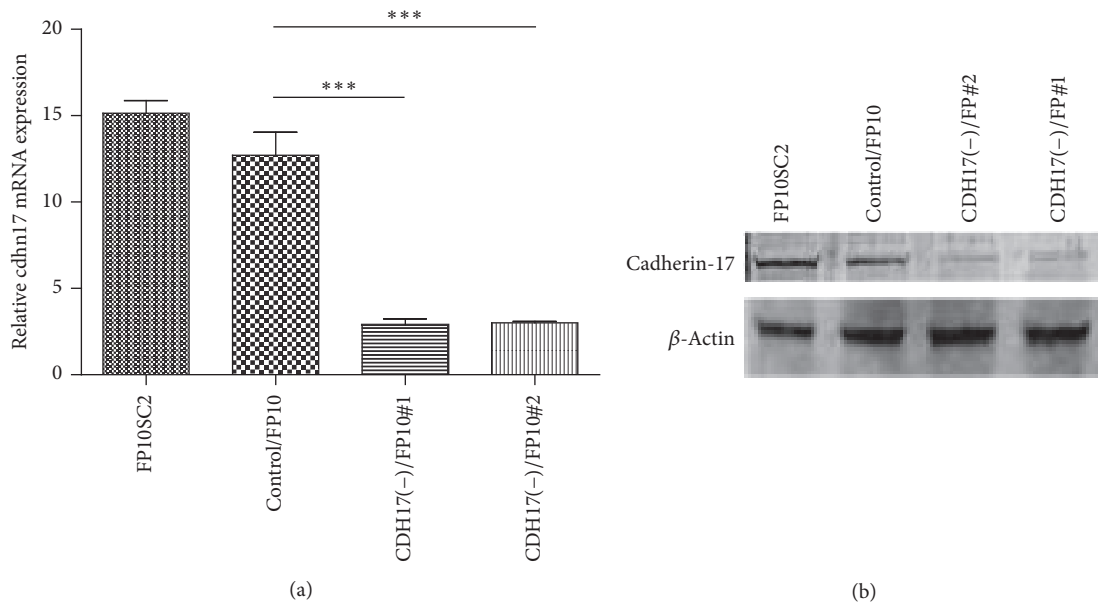 Relative cdhn17 mRNA expression
20
15
10
5
0
***
***
FP10SC2
Control/FP10
CDH17(−)/FP10#1
CDH17(−)/FP10#2
(a)
FP10SC2
Control/FP10
CDH17(−)/FP#2
CDH17(−)/FP#1
Cadherin-17
β-Actin
(b)